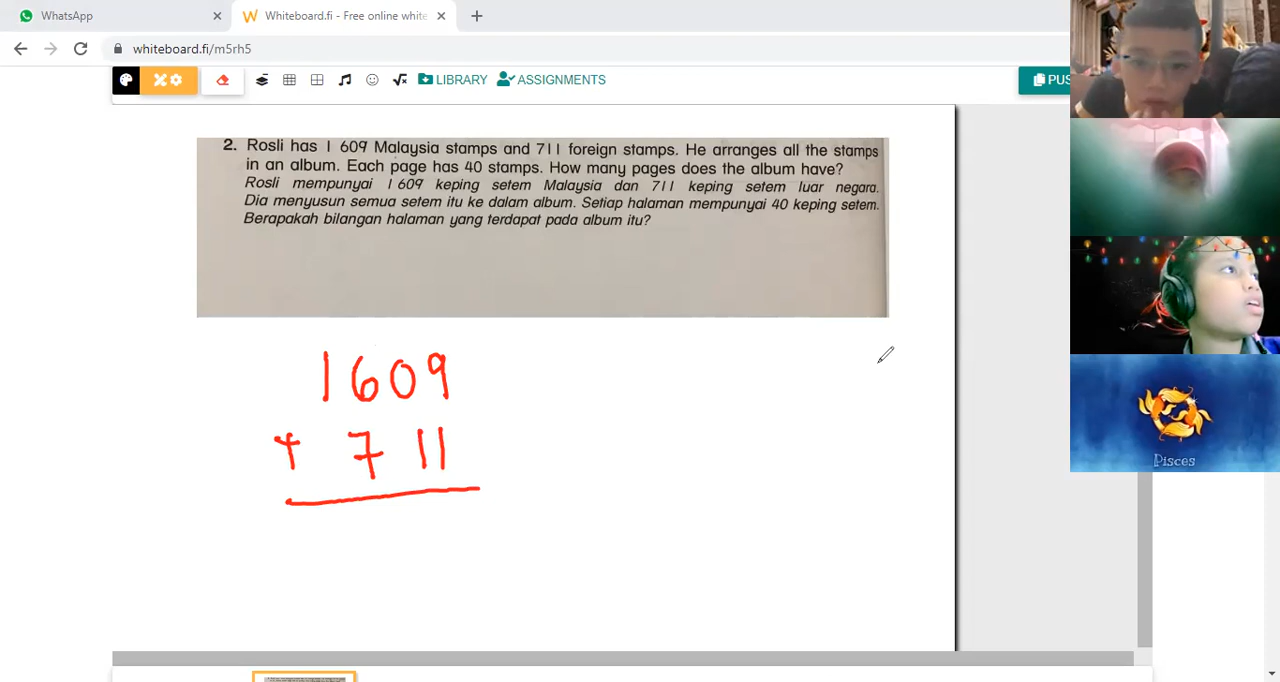 WhatsApp
Whiteboard.fi - Free online white
whiteboard.fi/m5rh5
LIBRARY
ASSIGNMENTS
PUS
2. Rosli has 1 609 Malaysia stamps and 711 foreign stamps. He arranges all the stamps
in an album. Each page has 40 stamps. How many pages does the album have?
Rosli mempunyai 1 609 keping setem Malaysia dan 711 keping setem luar negara.
Dia menyusun semua setem itu ke dalam album. Setiap halaman mempunyai 40 keping setem.
Berapakah bilangan halaman yang terdapat pada album itu?
1609
+ 711
Pisces